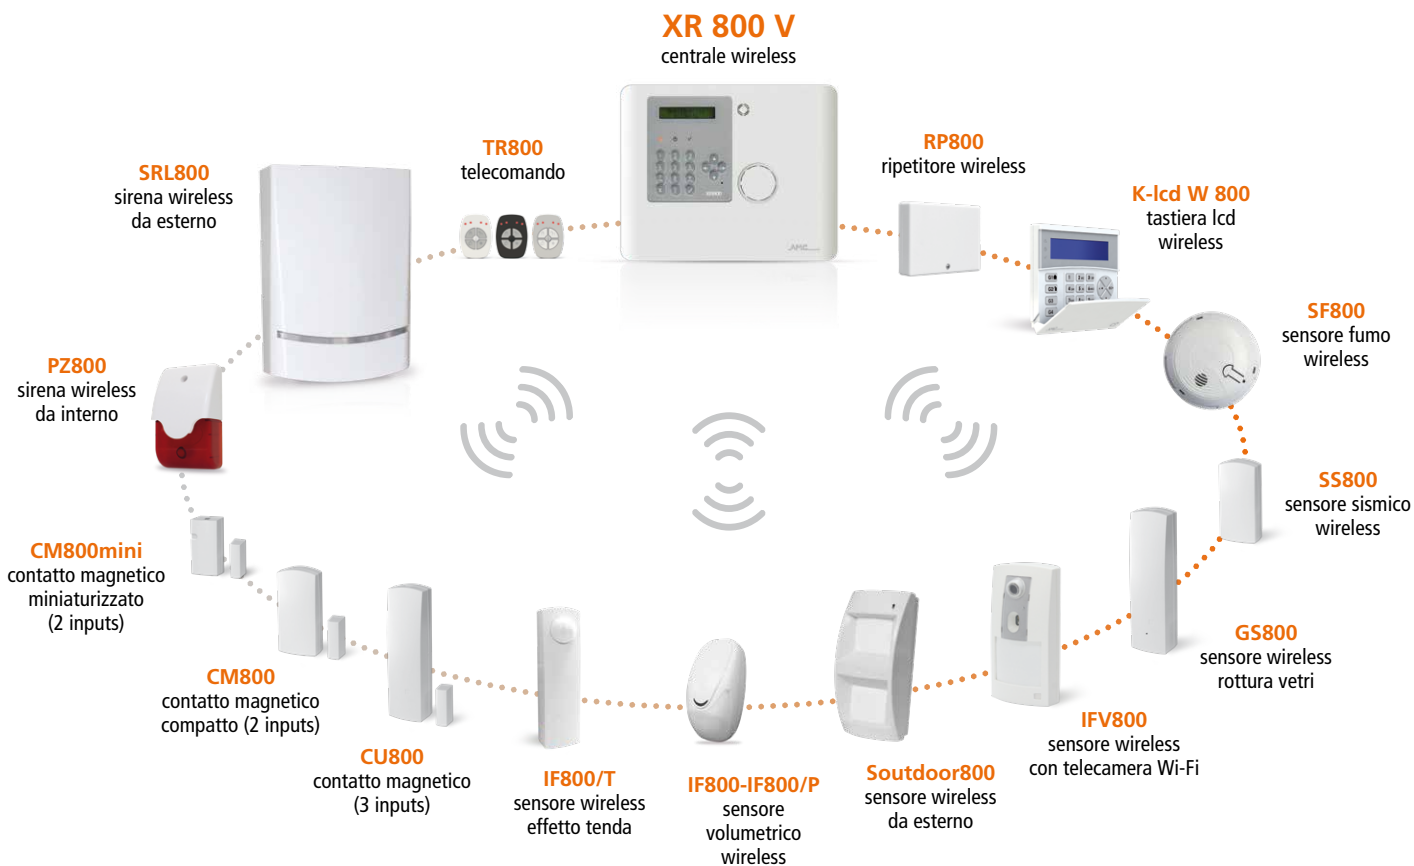 XR 800 V
centrale wireless
TR800
telecomando
RP800
ripetitore wireless
SRL800
sirena wireless
da esterno
K-lcd W 800
tastiera lcd
wireless
SF800
sensore fumo
wireless
PZ800
sirena wireless
da interno
SS800
sensore sismico
wireless
CM800mini
contatto magnetico
miniaturizzato
(2 inputs)
GS800
sensore wireless
rottura vetri
CM800
contatto magnetico
compatto (2 inputs)
IFV800
sensore wireless
con telecamera Wi-Fi
CU800
contatto magnetico
(3 inputs)
IF800/T
sensore wireless
effetto tenda
IF800-IF800/P
sensore
volumetrico
wireless
Soutdoor800
sensore wireless
da esterno